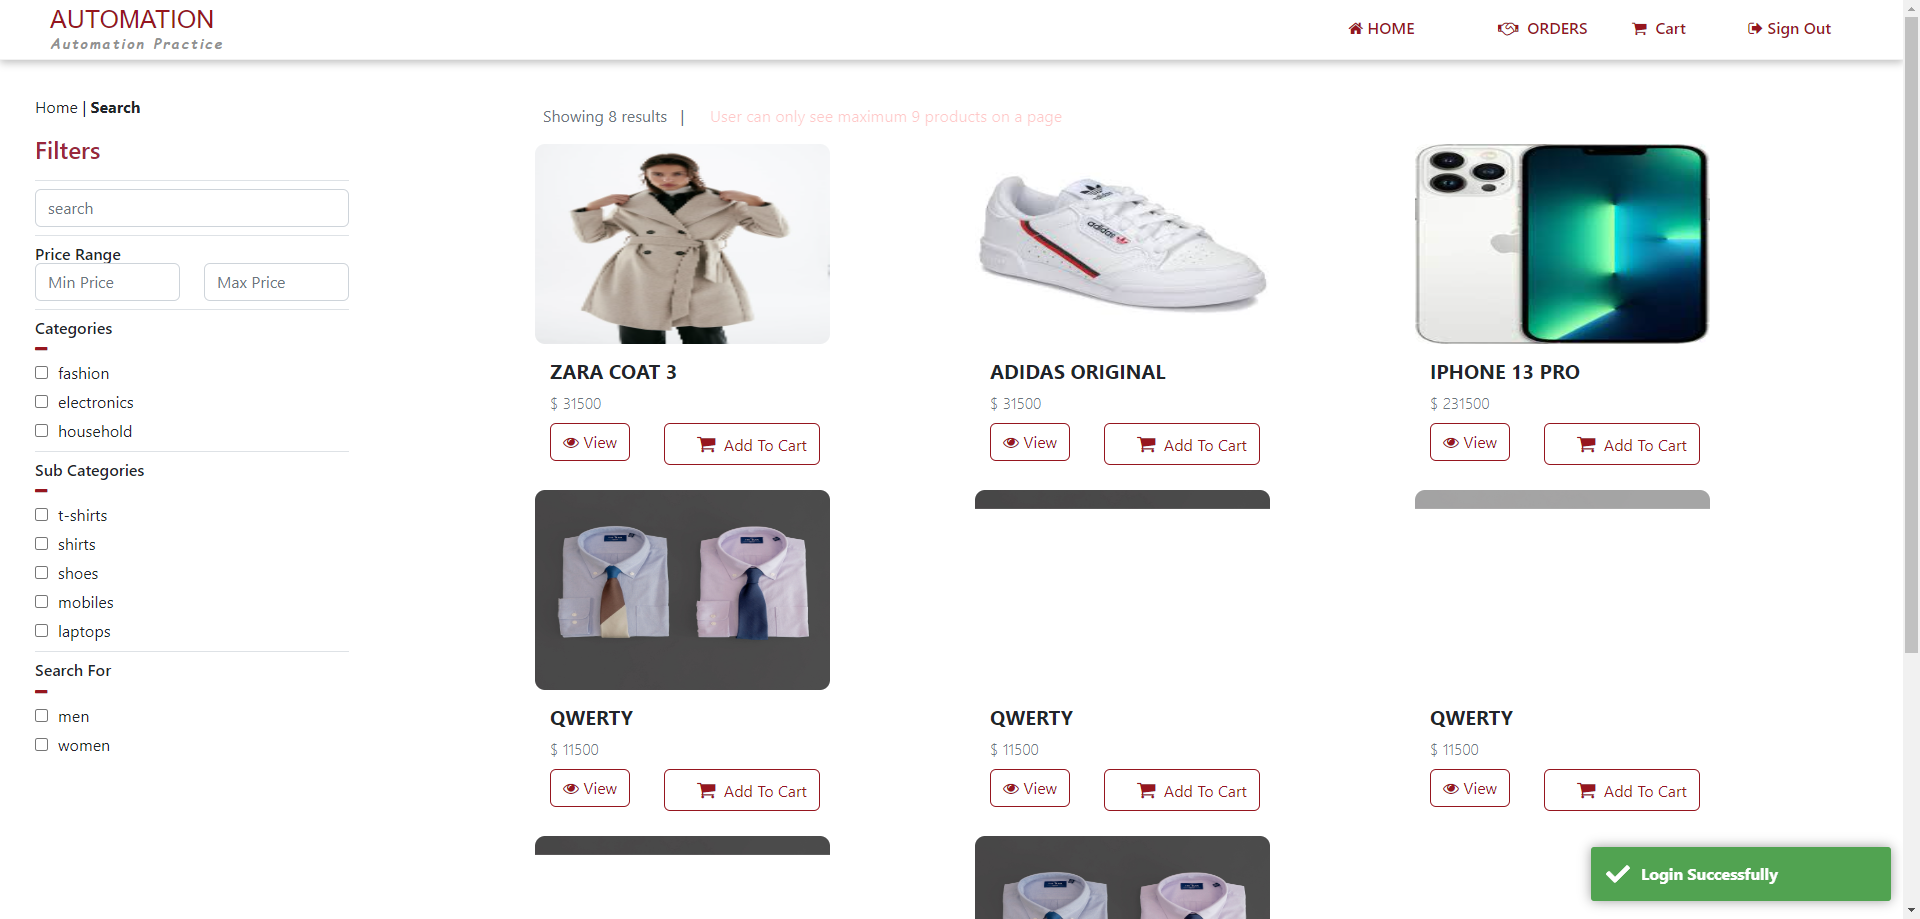 AUTOMATION
Automation Practice
HOME
ORDERS
Cart
Sign Out
Home | Search
Showing 8 results |
User can only see maximum 9 products on a page
Filters
search
Price Range
Min Price
Max Price
Categories
fashion
electronics
household
Sub Categories
t-shirts
shirts
shoes
mobiles
laptops
Search For
men
women
adidas
ZARA COAT 3
$ 31500
View
Add To Cart
ADIDAS ORIGINAL
$ 31500
View
Add To Cart
IPHONE 13 PRO
$ 231500
View
Add To Cart
QWERTY
$ 11500
View
Add To Cart
QWERTY
$ 11500
View
Add To Cart
QWERTY
$ 11500
View
Add To Cart
Login Successfully